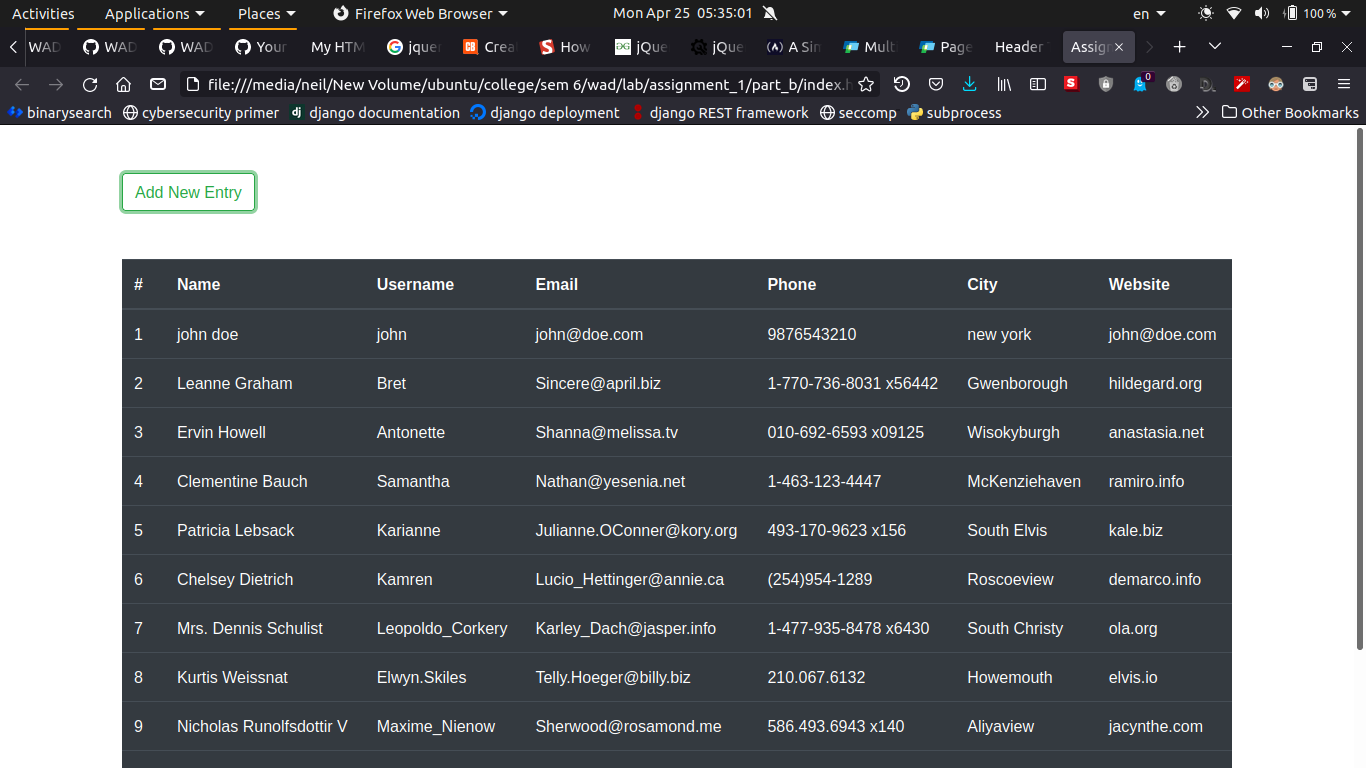 Activities Applications Places Firefox Web Browser Mon Apr 25 05:35:01 en 100 %
WAD WAD WAD Your My HTM jquer Crea How jQue jQue A Sin Mult Page Header Assig
file:///media/neil/New Volume/ubuntu/college/sem 6/wad/lab/assignment_1/part_b/index.h S 0
binarysearch cybersecurity primer dj django documentation django deployment django REST framework seccomp subprocess Other Bookmarks
Add New Entry
# Name Username Email Phone City Website
1 john doe john john@doe.com 9876543210 new york john@doe.com
2 Leanne Graham Bret Sincere@april.biz 1-770-736-8031 x56442 Gwenborough hildegard.org
3 Ervin Howell Antonette Shanna@melissa.tv 010-692-6593 x09125 Wisokyburgh anastasia.net
4 Clementine Bauch Samantha Nathan@yesenia.net 1-463-123-4447 McKenziehaven ramiro.info
5 Patricia Lebsack Karianne Julianne.OConner@kory.org 493-170-9623 x156 South Elvis kale.biz
6 Chelsey Dietrich Kamren Lucio_Hettinger@annie.ca (254)954-1289 Roscoeview demarco.info
7 Mrs. Dennis Schulist Leopoldo_Corkery Karley_Dach@jasper.info 1-477-935-8478 x6430 South Christy ola.org
8 Kurtis Weissnat Elwyn.Skiles Telly.Hoeger@billy.biz 210.067.6132 Howemouth elvis.io
9 Nicholas Runolfsdottir V Maxime_Nienow Sherwood@rosamond.me 586.493.6943 x140 Aliyaview jacynthe.com